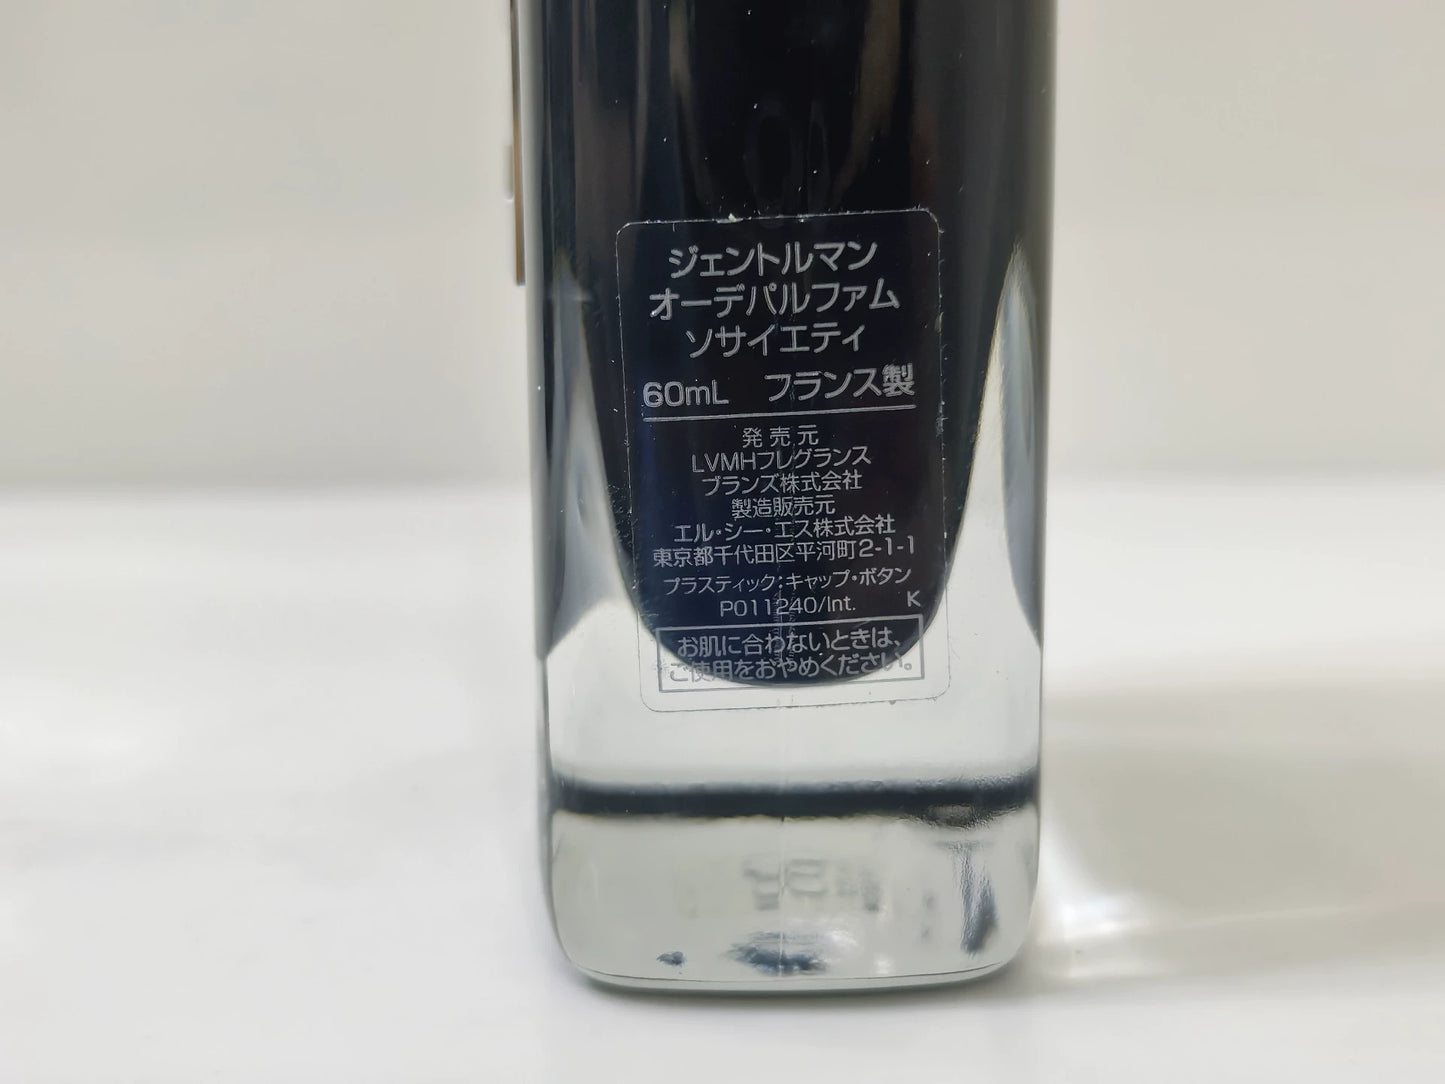 ジェントルマン
オーデパルファム
ソサイエティ
60mL フランス製
発売元
LVMHフレグランス
ブランズ株式会社
製造販売元
エル・シー・エス株式会社
東京都千代田区平河町2-1-1
プラスティック:キャップ・ボタン
P011240/Int. K
お肌に合わないときは、
ご使用をおやめください。